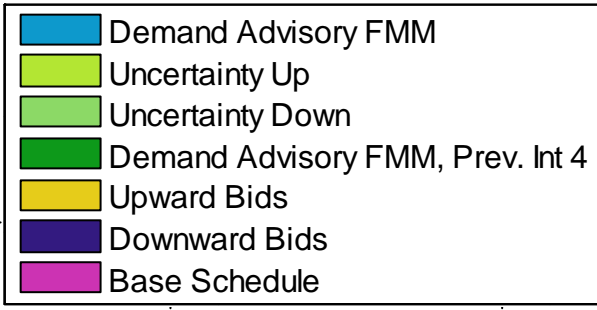 Demand Advisory FMM
Uncertainty Up
Uncertainty Down
Demand Advisory FMM, Prev. Int 4
Upward Bids
Downward Bids
Base Schedule